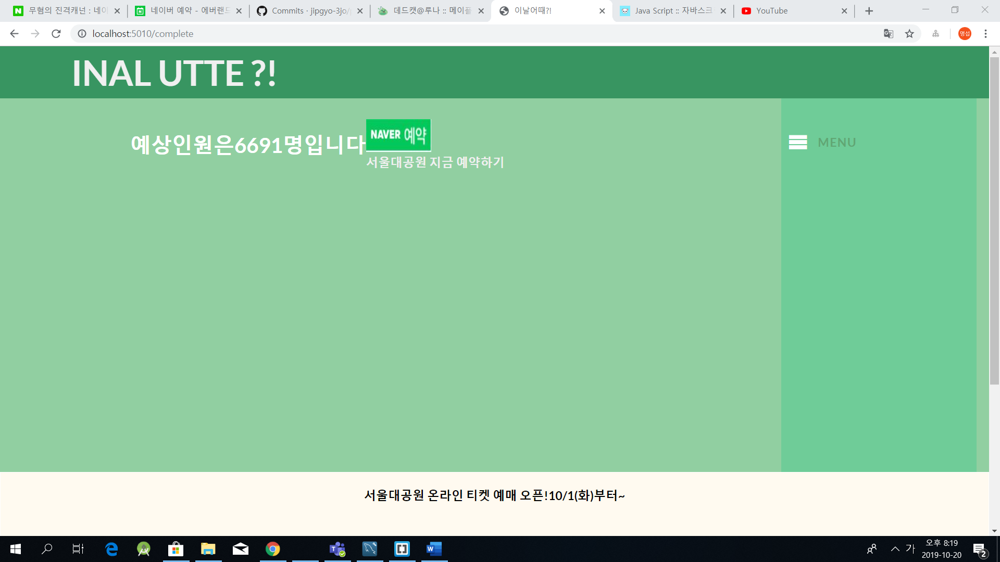 무혐의 진격캐넌 : 네이
네이버 예약 - 에버랜드
Commits · jipgyo-3jo/
데드캣@루나 :: 메이플
이날어때?!
Java Script :: 자바스크
YouTube
localhost:5010/complete
명섭
INAL UTTE ?!
예상인원은6691명입니다
NAVER 예약
서울대공원 지금 예약하기
MENU
서울대공원 온라인 티켓 예매 오픈!10/1(화)부터~
가
오후 8:19
2019-10-20
2